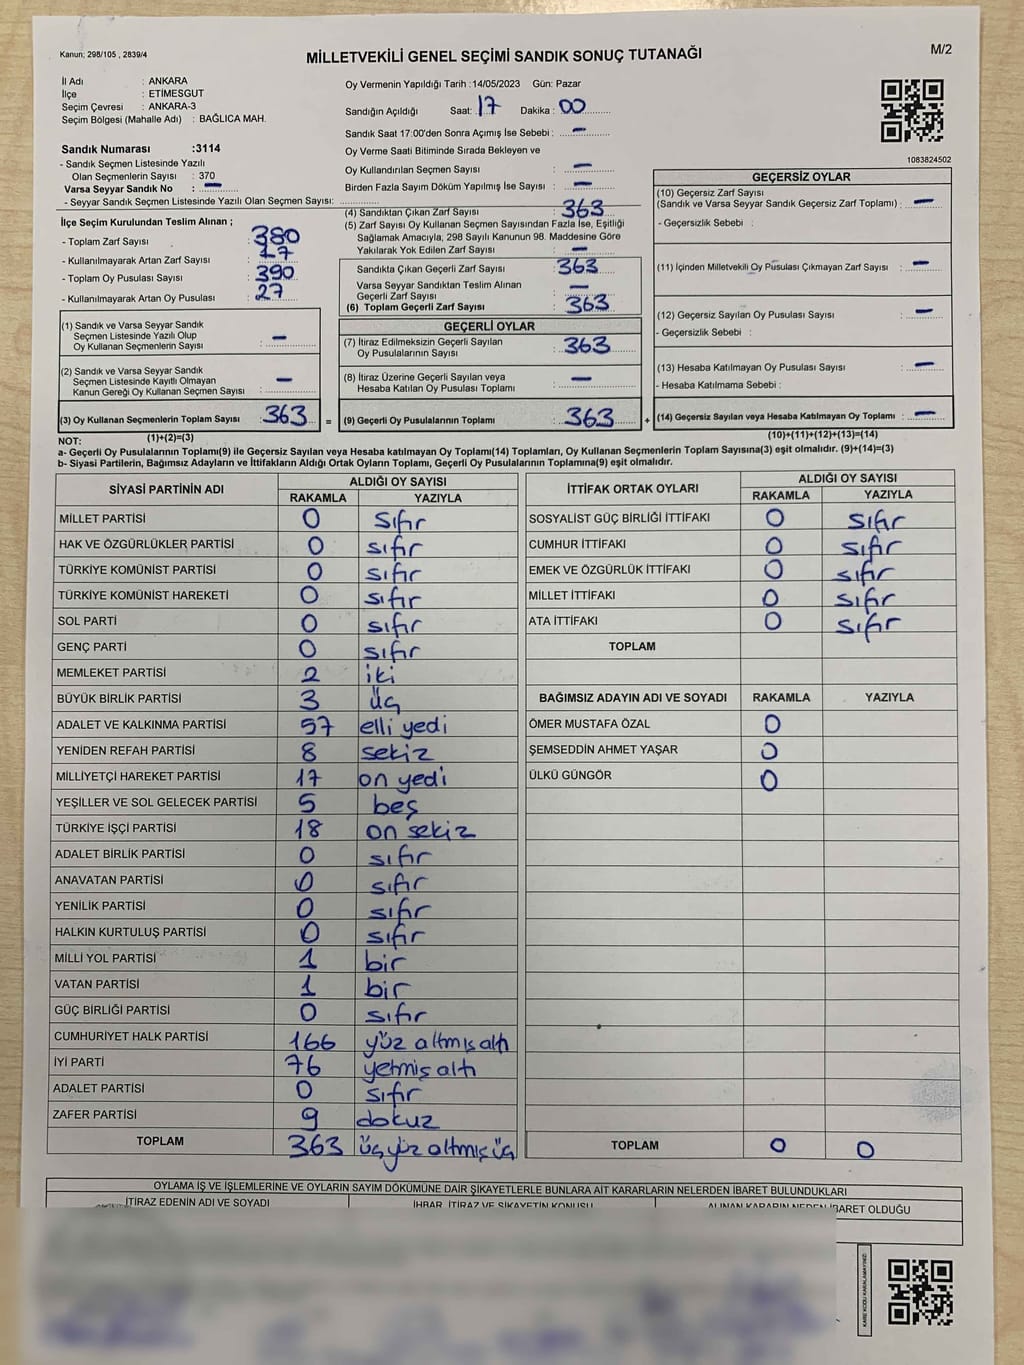 Kanun; 298/105 , 2839/4
MİLLETVEKİLİ GENEL SEÇİMİ SANDIK SONUÇ TUTANAĞI
M/2
İl Adı : ANKARA
İlçe : ETİMESGUT
Seçim Çevresi : ANKARA-3
Seçim Bölgesi (Mahalle Adı) : BAĞLICA MAH.
Sandık Numarası :3114
- Sandık Seçmen Listesinde Yazılı
Olan Seçmenlerin Sayısı : 370
Varsa Seyyar Sandık No : -
- Seyyar Sandık Seçmen Listesinde Yazılı Olan Seçmen Sayısı:
Oy Vermenin Yapıldığı Tarih :14/05/2023 Gün: Pazar
Sandığın Açıldığı Saat: 17 Dakika : 00
Sandık Saat 17:00'den Sonra Açımış İse Sebebi : -
Oy Verme Saati Bitiminde Sırada Bekleyen ve
Oy Kullandırılan Seçmen Sayısı : -
Birden Fazla Sayım Döküm Yapılmış İse Sayısı : -
1083824502
İlçe Seçim Kurulundan Teslim Alınan ;
- Toplam Zarf Sayısı : 380
- Kullanılmayarak Artan Zarf Sayısı : 17
- Toplam Oy Pusulası Sayısı : 390
- Kullanılmayarak Artan Oy Pusulası : 27
(4) Sandıktan Çıkan Zarf Sayısı : 363
(5) Zarf Sayısı Oy Kullanan Seçmen Sayısından Fazla İse, Eşitliği
Sağlamak Amacıyla, 298 Sayılı Kanunun 98. Maddesine Göre
Yakılarak Yok Edilen Zarf Sayısı : -
Sandıkta Çıkan Geçerli Zarf Sayısı : 363
Varsa Seyyar Sandıktan Teslim Alınan
Geçerli Zarf Sayısı : -
(6) Toplam Geçerli Zarf Sayısı : 363
GEÇERSİZ OYLAR
(10) Geçersiz Zarf Sayısı
(Sandık ve Varsa Seyyar Sandık Geçersiz Zarf Toplamı) : -
- Geçersizlik Sebebi :
(11) İçinden Milletvekili Oy Pusulası Çıkmayan Zarf Sayısı : -
(12) Geçersiz Sayılan Oy Pusulası Sayısı : -
- Geçersizlik Sebebi :
(13) Hesaba Katılmayan Oy Pusulası Sayısı : -
- Hesaba Katılmama Sebebi :
(1) Sandık ve Varsa Seyyar Sandık
Seçmen Listesinde Yazılı Olup
Oy Kullanan Seçmenlerin Sayısı : -
(2) Sandık ve Varsa Seyyar Sandık
Seçmen Listesinde Kayıtlı Olmayan
Kanun Gereği Oy Kullanan Seçmen Sayısı : -
GEÇERLİ OYLAR
(7) İtiraz Edilmeksizin Geçerli Sayılan
Oy Pusulalarının Sayısı : 363
(8) İtiraz Üzerine Geçerli Sayılan veya
Hesaba Katılan Oy Pusulası Toplamı : -
(3) Oy Kullanan Seçmenlerin Toplam Sayısı : 363 = (9) Geçerli Oy Pusulalarının Toplamı : 363 + (14) Geçersiz Sayılan veya Hesaba Katılmayan Oy Toplamı : -
NOT: (1)+(2)=(3) (10)+(11)+(12)+(13)=(14)
a- Geçerli Oy Pusulalarının Toplamı(9) ile Geçersiz Sayılan veya Hesaba katılmayan Oy Toplamı(14) Toplamları, Oy Kullanan Seçmenlerin Toplam Sayısına(3) eşit olmalıdır. (9)+(14)=(3)
b- Siyasi Partilerin, Bağımsız Adayların ve İttifakların Aldığı Ortak Oyların Toplamı, Geçerli Oy Pusulalarının Toplamına(9) eşit olmalıdır.
SİYASİ PARTİNİN ADI ALDIĞI OY SAYISI
RAKAMLA YAZIYLA
MİLLET PARTİSİ 0 sıfır
HAK VE ÖZGÜRLÜKLER PARTİSİ 0 sıfır
TÜRKİYE KOMÜNİST PARTİSİ 0 sıfır
TÜRKİYE KOMÜNİST HAREKETİ 0 sıfır
SOL PARTİ 0 sıfır
GENÇ PARTİ 0 sıfır
MEMLEKET PARTİSİ 2 iki
BÜYÜK BİRLİK PARTİSİ 3 üç
ADALET VE KALKINMA PARTİSİ 57 elli yedi
YENİDEN REFAH PARTİSİ 8 sekiz
MİLLİYETÇİ HAREKET PARTİSİ 17 on yedi
YEŞİLLER VE SOL GELECEK PARTİSİ 5 beş
TÜRKİYE İŞÇİ PARTİSİ 18 on sekiz
ADALET BİRLİK PARTİSİ 0 sıfır
ANAVATAN PARTİSİ 0 sıfır
YENİLİK PARTİSİ 0 sıfır
HALKIN KURTULUŞ PARTİSİ 0 sıfır
MİLLİ YOL PARTİSİ 1 bir
VATAN PARTİSİ 1 bir
GÜÇ BİRLİĞİ PARTİSİ 0 sıfır
CUMHURİYET HALK PARTİSİ 166 yüz altmış altı
İYİ PARTİ 76 yetmiş altı
ADALET PARTİSİ 0 sıfır
ZAFER PARTİSİ 9 dokuz
TOPLAM 363 üç yüz altmış üç
İTTİFAK ORTAK OYLARI ALDIĞI OY SAYISI
RAKAMLA YAZIYLA
SOSYALİST GÜÇ BİRLİĞİ İTTİFAKI 0 sıfır
CUMHUR İTTİFAKI 0 sıfır
EMEK VE ÖZGÜRLÜK İTTİFAKI 0 sıfır
MİLLET İTTİFAKI 0 sıfır
ATA İTTİFAKI 0 sıfır
TOPLAM
BAĞIMSIZ ADAYIN ADI VE SOYADI RAKAMLA YAZIYLA
ÖMER MUSTAFA ÖZAL 0
ŞEMSEDDİN AHMET YAŞAR 0
ÜLKÜ GÜNGÖR 0
TOPLAM 0 0
OYLAMA İŞ VE İŞLEMLERİNE VE OYLARIN SAYIM DÖKÜMÜNE DAİR ŞİKAYETLERLE BUNLARA AİT KARARLARIN NELERDEN İBARET BULUNDUKLARI
İTİRAZ EDENİN ADI VE SOYADI İHBAR, İTİRAZ VE ŞİKAYETİN KONUSU ALINAN KARARIN NEDEN İBARET OLDUĞU
KARE KODU KARALAMAYINIZ!